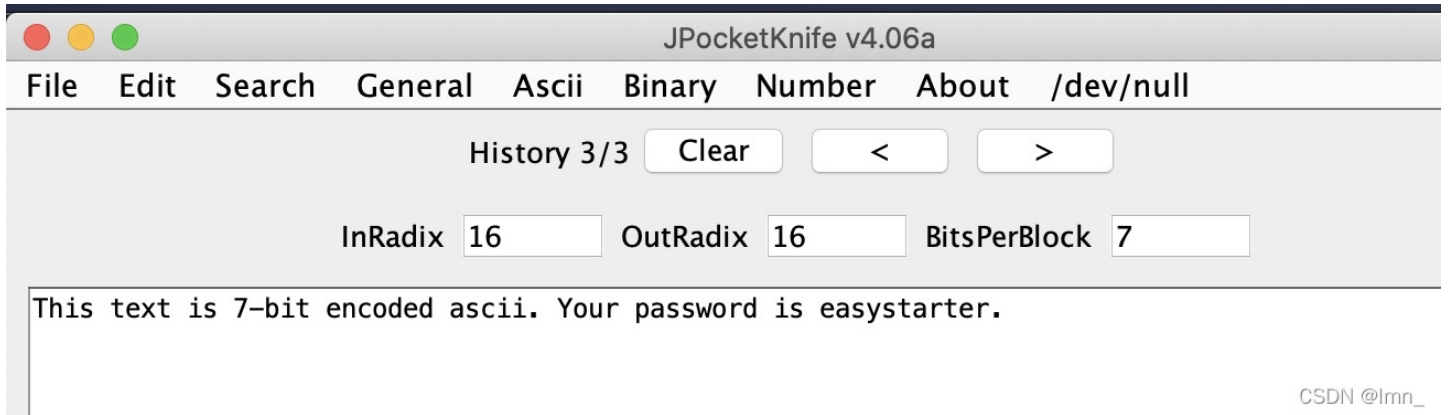 JPocketKnife v4.06a
File Edit Search General Ascii Binary Number About /dev/null
History 3/3 Clear < >
InRadix 16 OutRadix 16 BitsPerBlock 7
This text is 7-bit encoded ascii. Your password is easystarter.
CSDN @lmn_